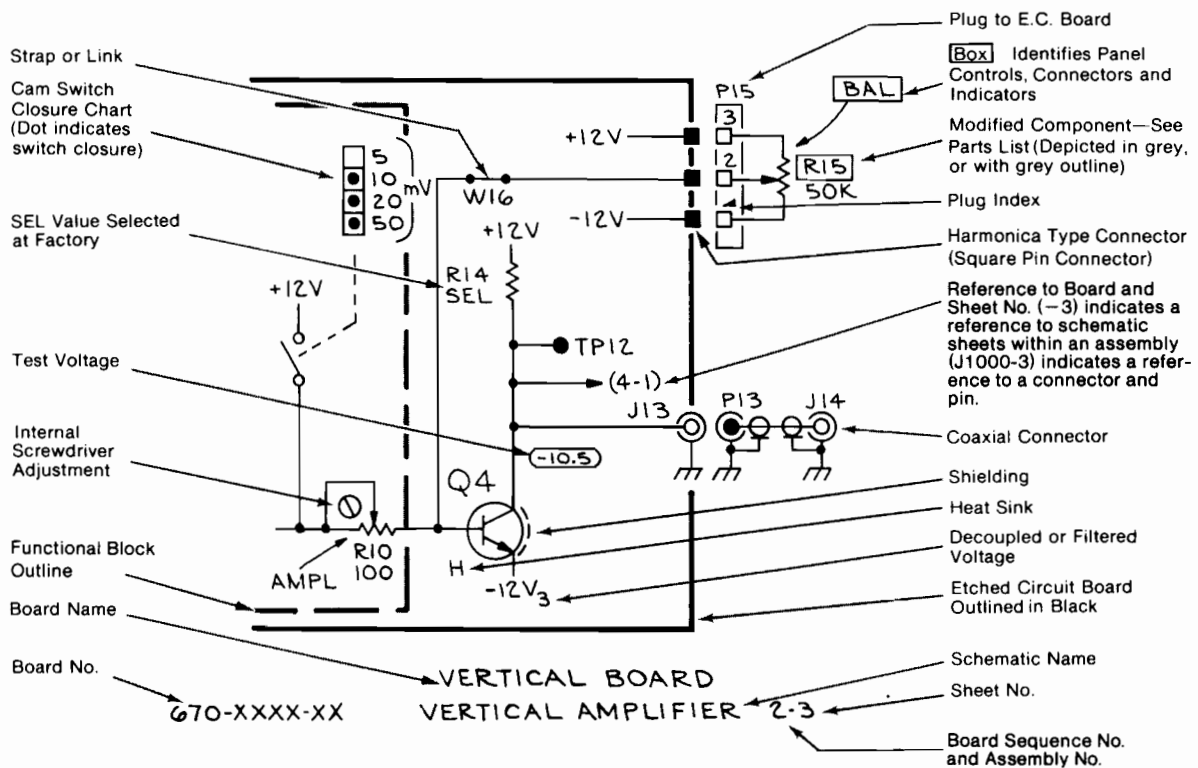 Plug to E.C. Board
Box Identifies Panel
Controls, Connectors and
Indicators
Modified Component—See
Parts List (Depicted in grey,
or with grey outline)
Plug Index
Harmonica Type Connector
(Square Pin Connector)
Reference to Board and
Sheet No. (–3) indicates a
reference to schematic
sheets within an assembly
(J1000-3) indicates a refer-
ence to a connector and
pin.
Coaxial Connector
Shielding
Heat Sink
Decoupled or Filtered
Voltage
Etched Circuit Board
Outlined in Black
Schematic Name
Sheet No.
Board Sequence No.
and Assembly No.
Strap or Link
Cam Switch
Closure Chart
(Dot indicates
switch closure)
SEL Value Selected
at Factory
Test Voltage
Internal
Screwdriver
Adjustment
Functional Block
Outline
Board Name
Board No.
5
10
20
50
mV
+12V
W16
+12V
-12V
P15
3
2
BAL
R15
50K
+12V
R14
SEL
TP12
(4-1)
J13
P13
J14
-10.5
Q4
H
-12V3
R10
100
AMPL
VERTICAL BOARD
670-XXXX-XX
VERTICAL AMPLIFIER
2-3